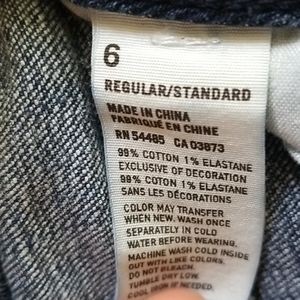 6
REGULAR/STANDARD
MADE IN CHINA
FABRIQUÉ EN CHINE
RN 54485 CA 03873
99% COTTON 1% ELASTANE
EXCLUSIVE OF DECORATION
99% COTON 1% ELASTANE
SANS LES DÉCORATIONS
COLOR MAY TRANSFER
WHEN NEW. WASH ONCE
SEPARATELY IN COLD
WATER BEFORE WEARING.
MACHINE WASH COLD INSIDE
OUT WITH LIKE COLORS.
DO NOT BLEACH.
TUMBLE DRY LOW.
COOL IRON IF NEEDED.